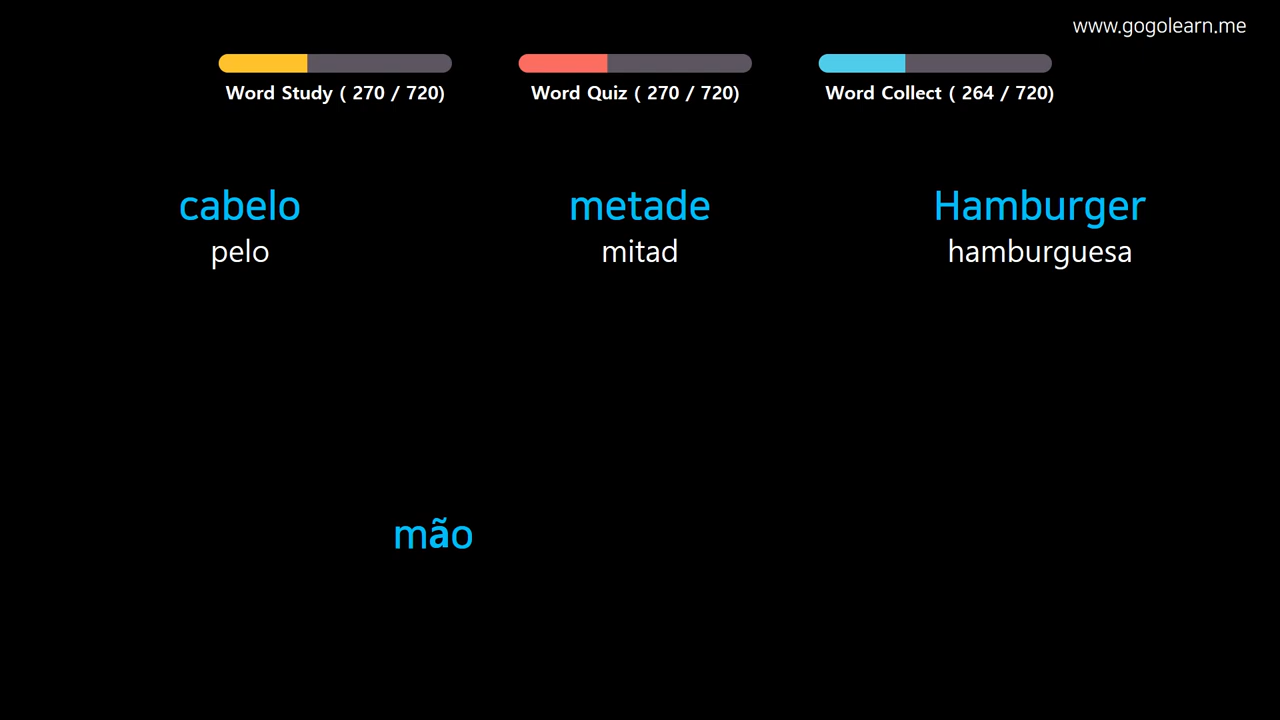 www.gogolearn.me
Word Study ( 270 / 720)
Word Quiz ( 270 / 720)
Word Collect ( 264 / 720)
cabelo
pelo
metade
mitad
Hamburger
hamburguesa
mão